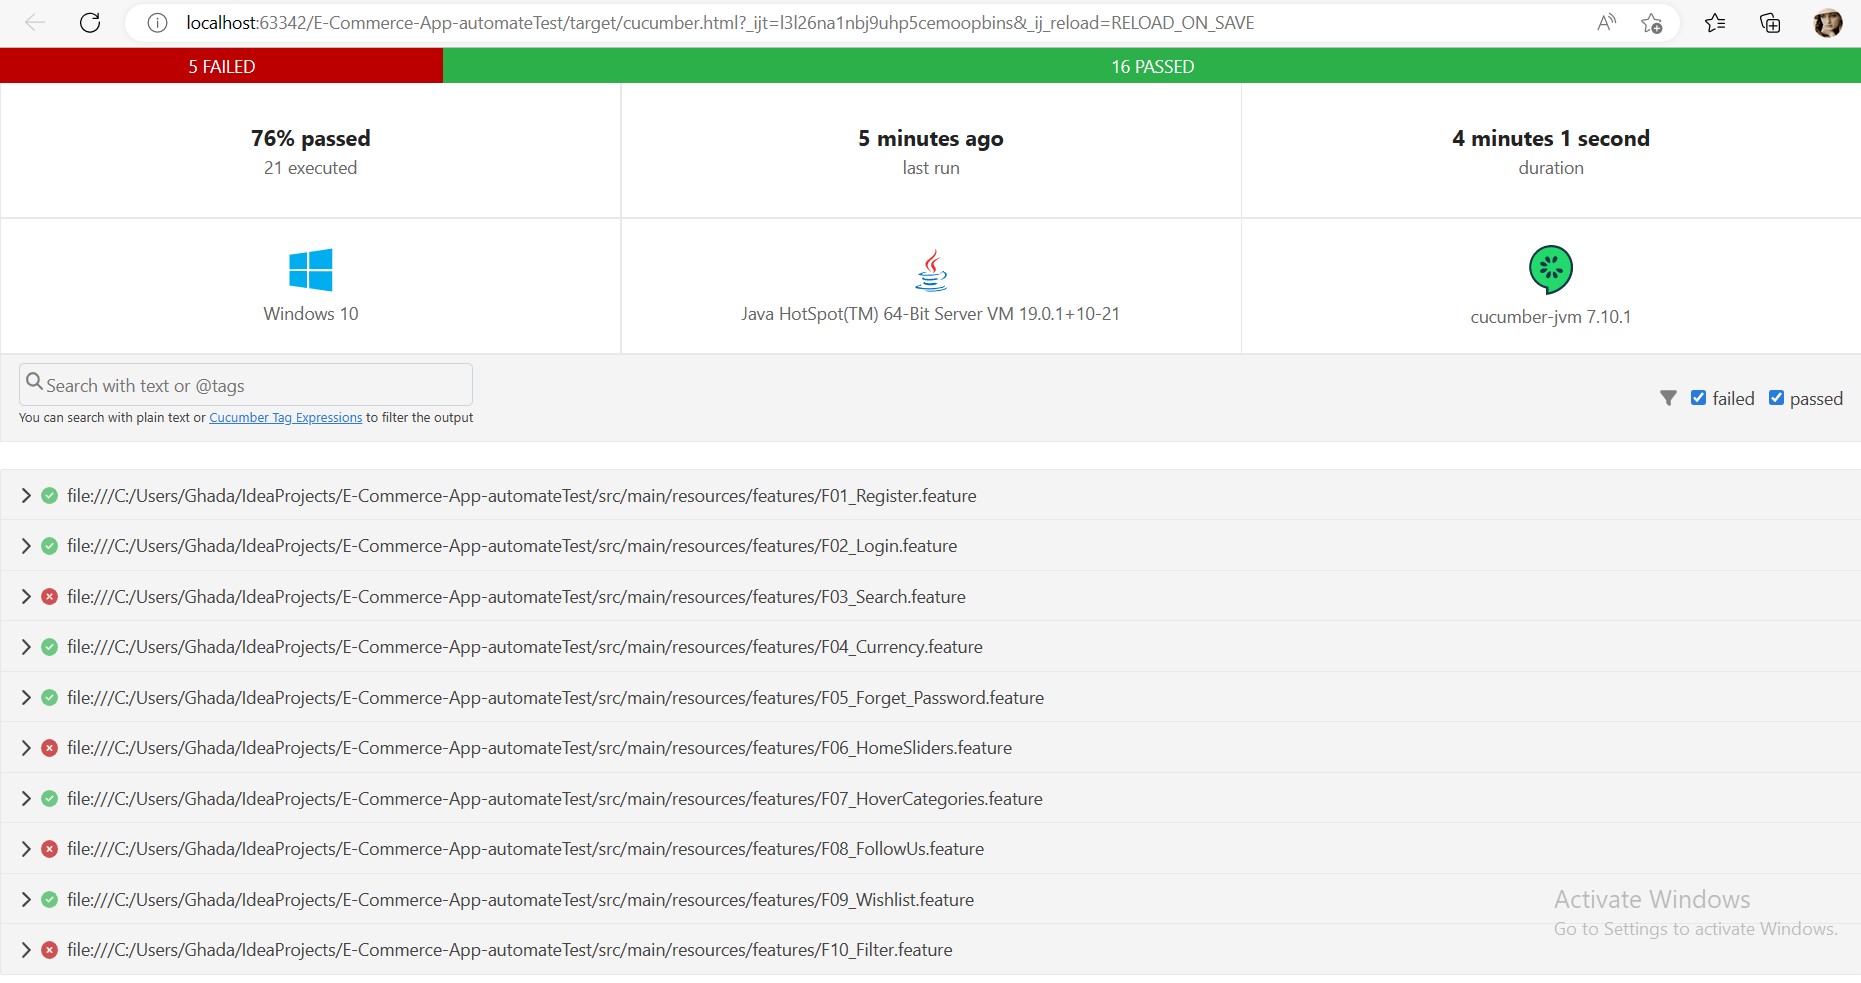 localhost:63342/E-Commerce-App-automateTest/target/cucumber.html?_ijt=l3l26na1nbj9uhp5cemoopbins&_ij_reload=RELOAD_ON_SAVE
5 FAILED
16 PASSED
76% passed
21 executed
5 minutes ago
last run
4 minutes 1 second
duration
Windows 10
Java HotSpot(TM) 64-Bit Server VM 19.0.1+10-21
cucumber-jvm 7.10.1
Search with text or @tags
You can search with plain text or Cucumber Tag Expressions to filter the output
failed
passed
file:///C:/Users/Ghada/IdeaProjects/E-Commerce-App-automateTest/src/main/resources/features/F01_Register.feature
file:///C:/Users/Ghada/IdeaProjects/E-Commerce-App-automateTest/src/main/resources/features/F02_Login.feature
file:///C:/Users/Ghada/IdeaProjects/E-Commerce-App-automateTest/src/main/resources/features/F03_Search.feature
file:///C:/Users/Ghada/IdeaProjects/E-Commerce-App-automateTest/src/main/resources/features/F04_Currency.feature
file:///C:/Users/Ghada/IdeaProjects/E-Commerce-App-automateTest/src/main/resources/features/F05_Forget_Password.feature
file:///C:/Users/Ghada/IdeaProjects/E-Commerce-App-automateTest/src/main/resources/features/F06_HomeSliders.feature
file:///C:/Users/Ghada/IdeaProjects/E-Commerce-App-automateTest/src/main/resources/features/F07_HoverCategories.feature
file:///C:/Users/Ghada/IdeaProjects/E-Commerce-App-automateTest/src/main/resources/features/F08_FollowUs.feature
file:///C:/Users/Ghada/IdeaProjects/E-Commerce-App-automateTest/src/main/resources/features/F09_Wishlist.feature
file:///C:/Users/Ghada/IdeaProjects/E-Commerce-App-automateTest/src/main/resources/features/F10_Filter.feature
Activate Windows
Go to Settings to activate Windows.